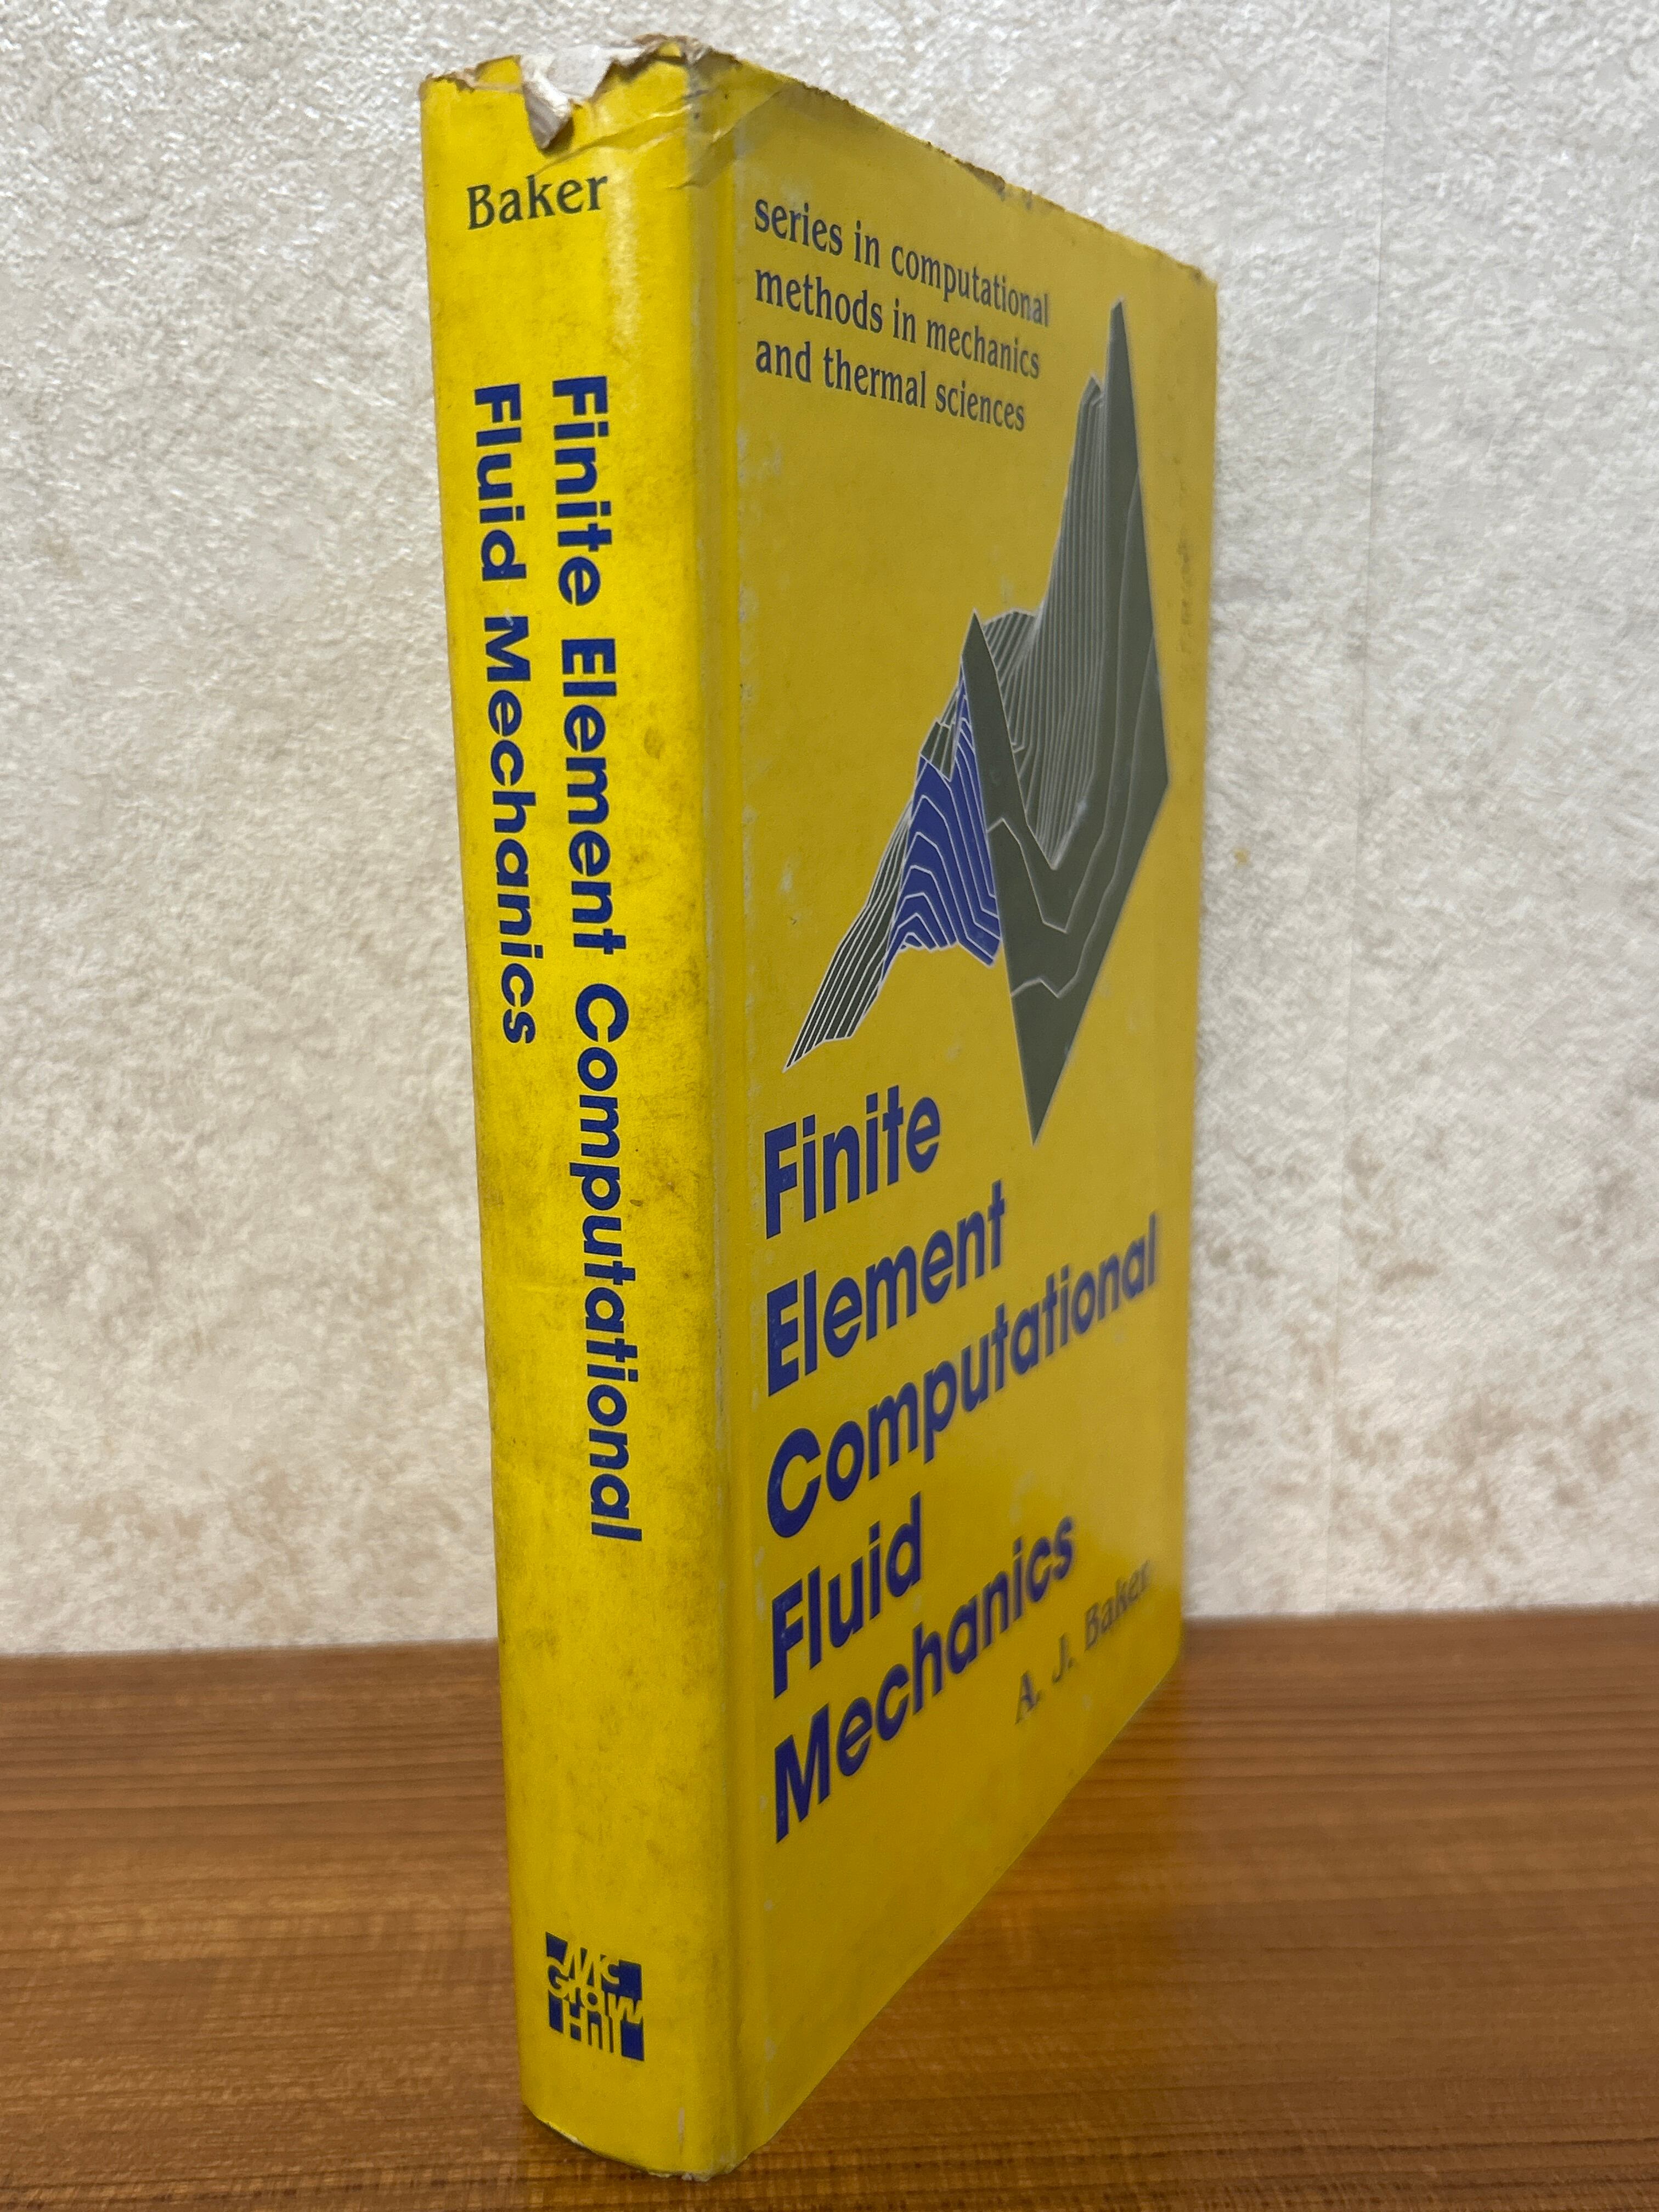 Baker
Finite Element Computational
Fluid Mechanics
Mc
Graw
Hill
series in computational
methods in mechanics
and thermal sciences
Finite
Element
Computational
Fluid
Mechanics
A. J. Baker